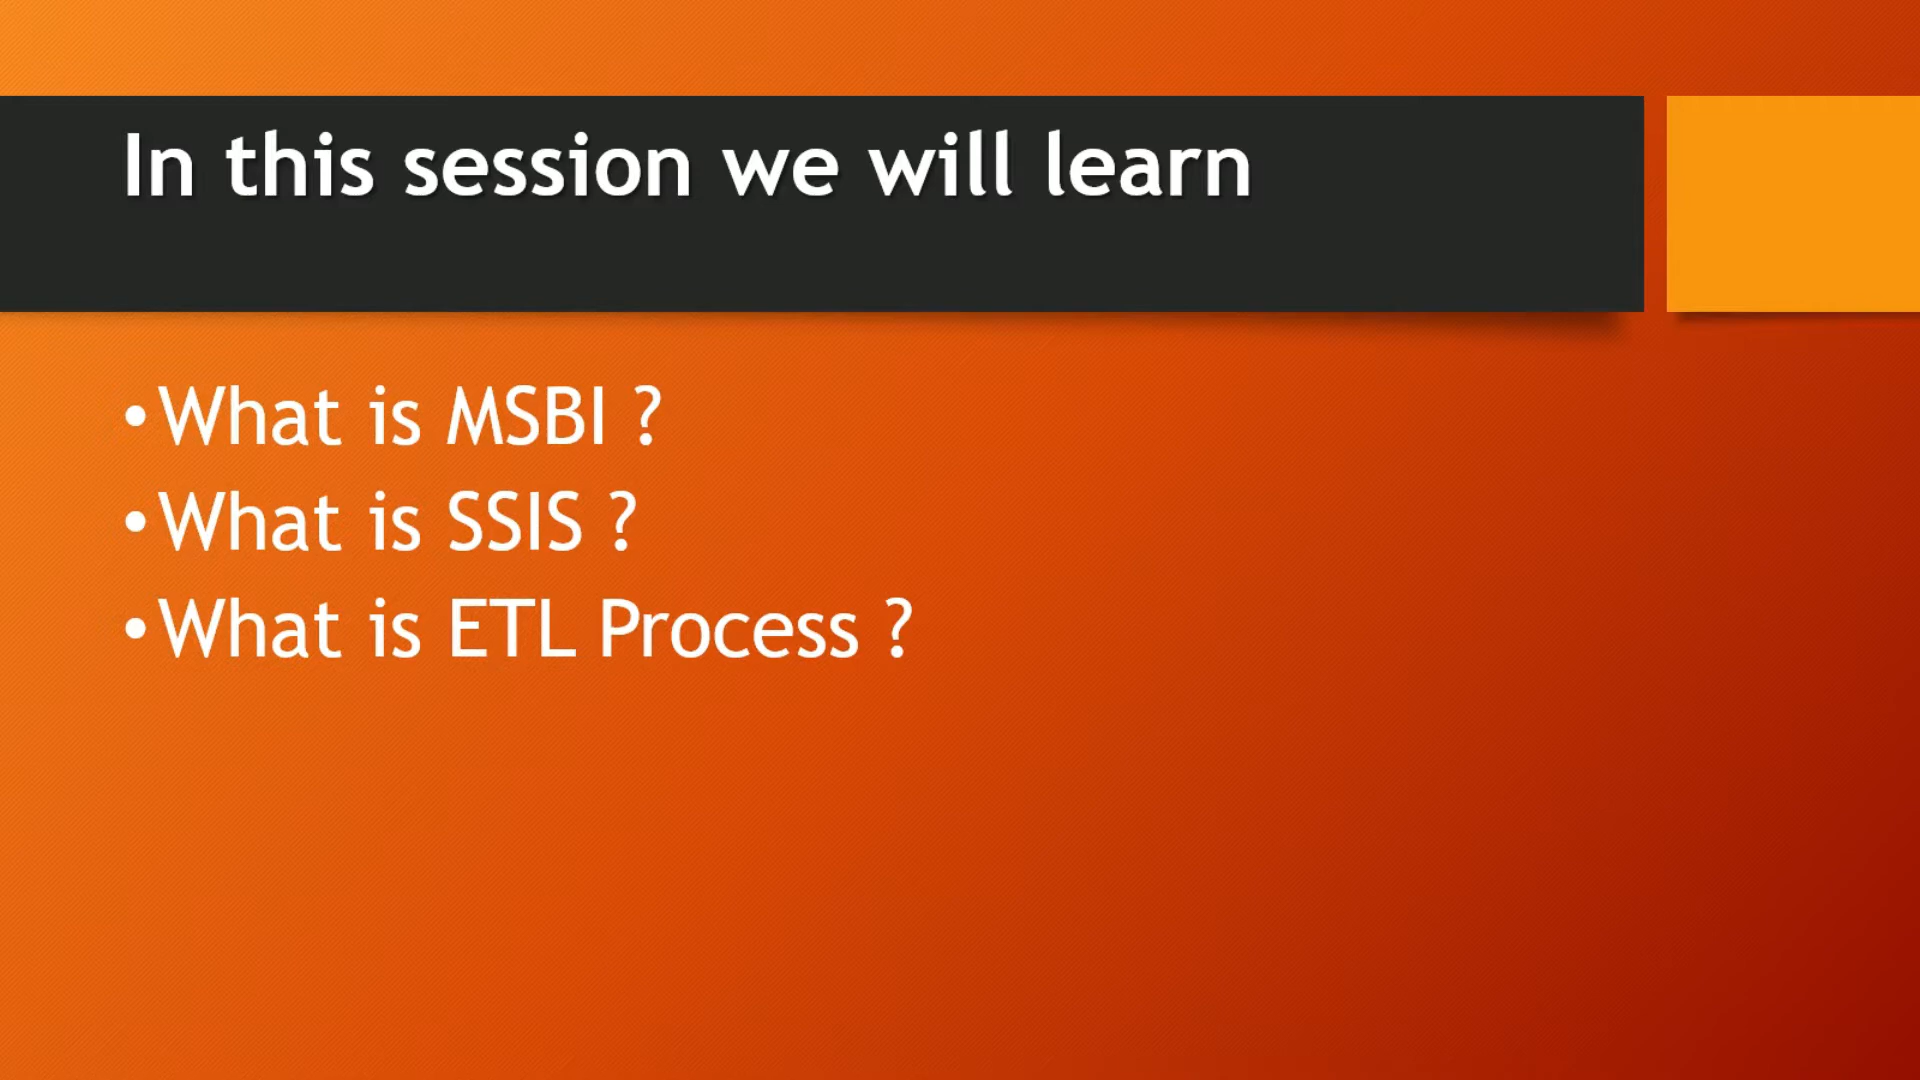 In this session we will learn
•What is MSBI ?
•What is SSIS ?
•What is ETL Process ?